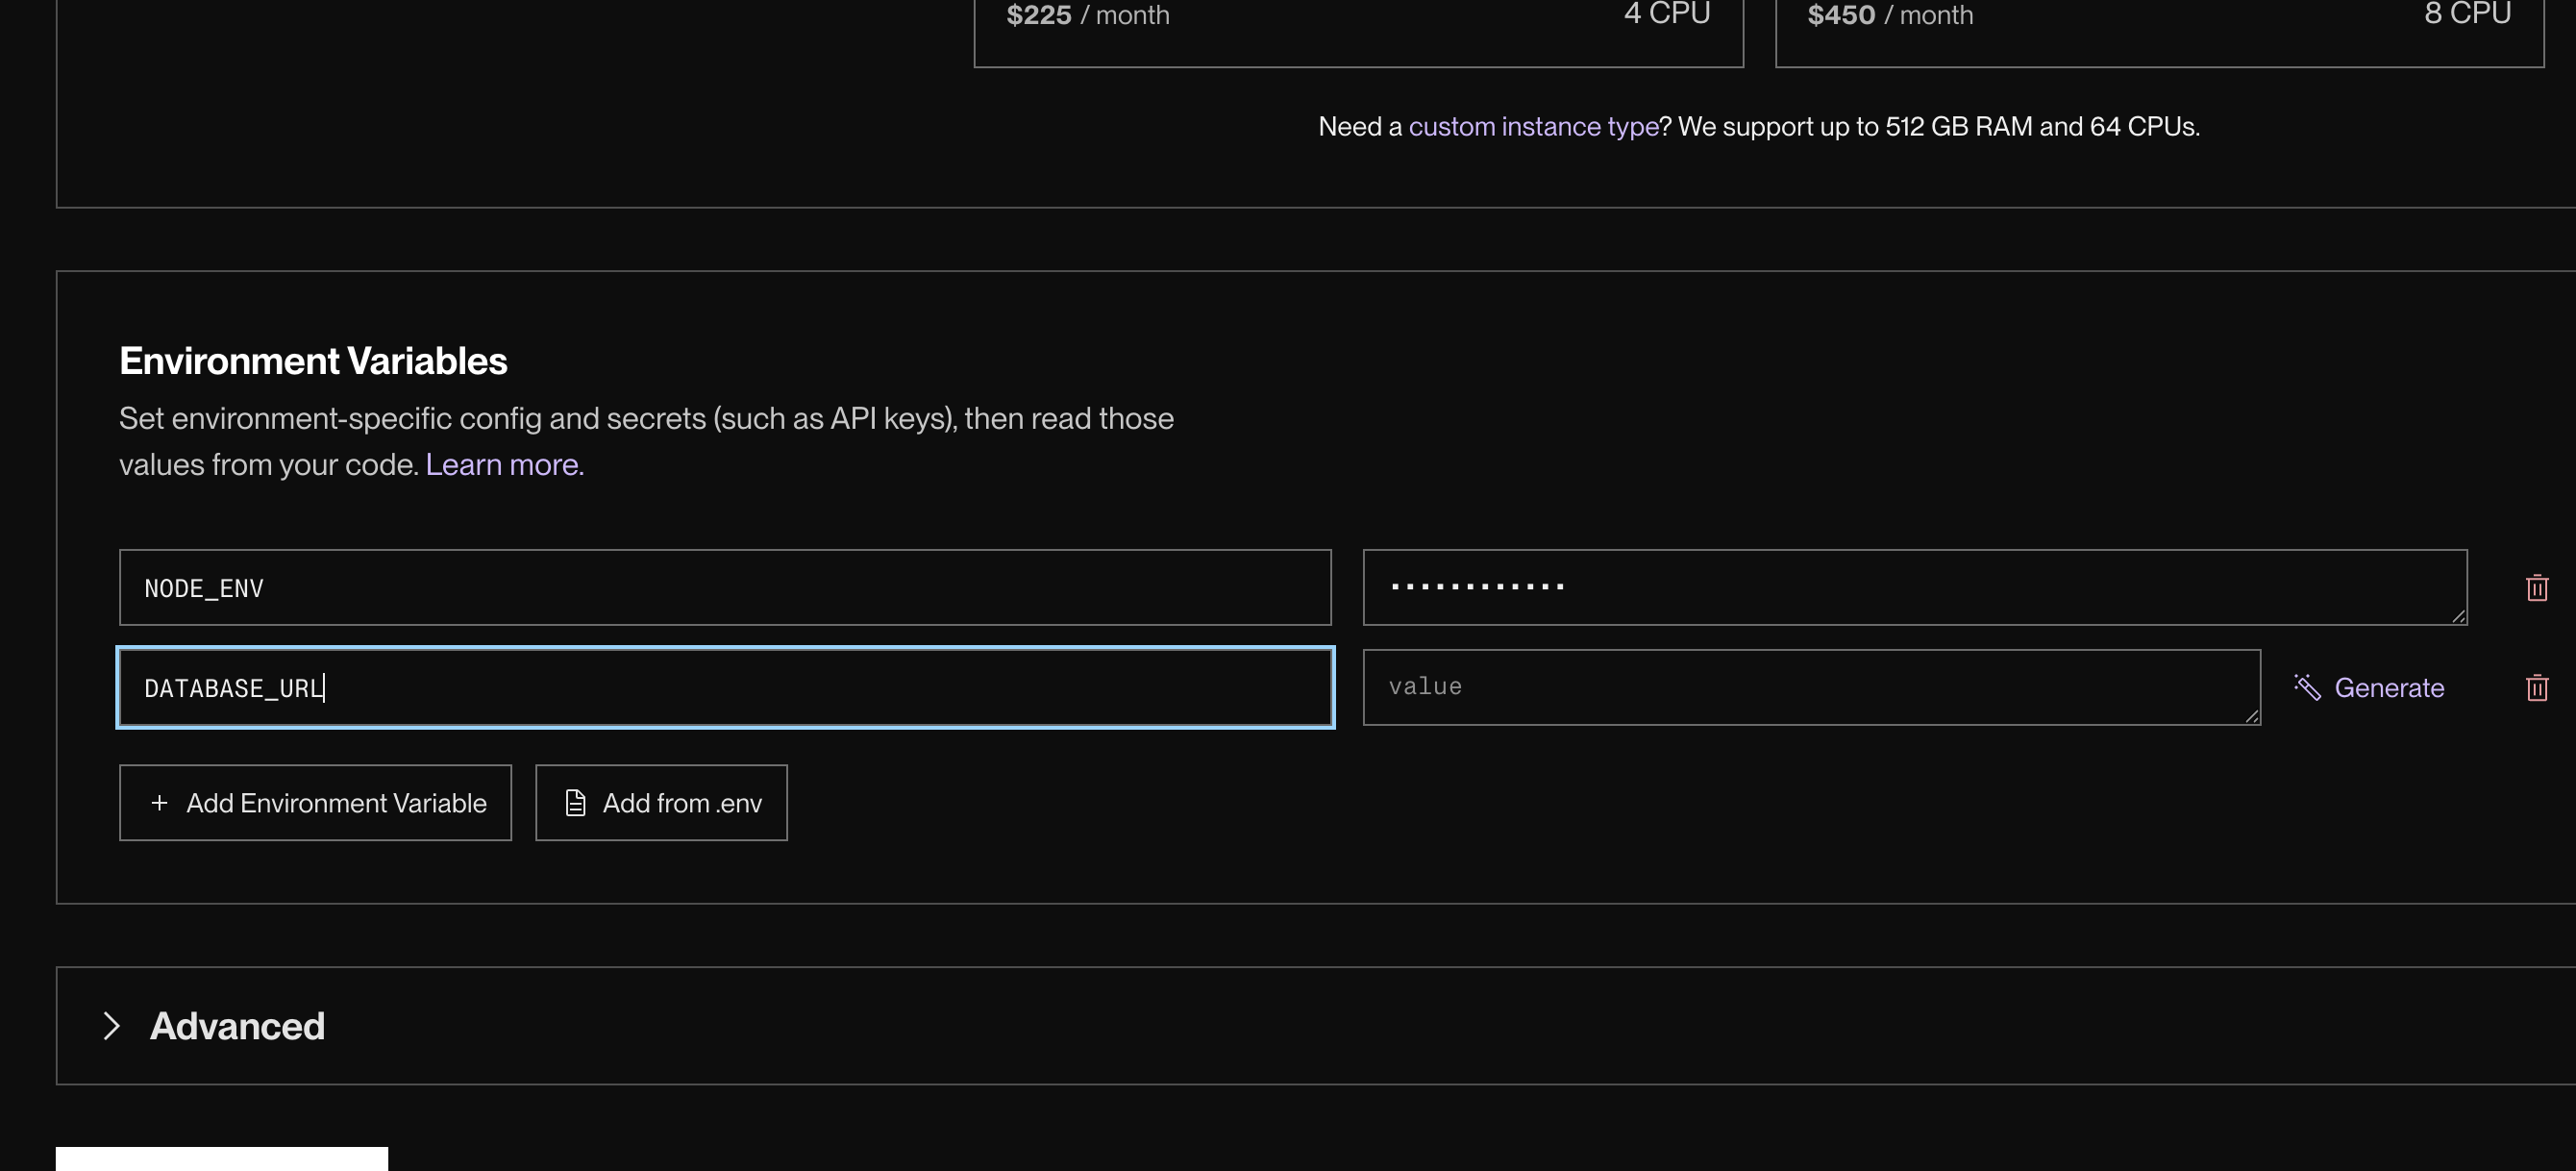 $225 / month 4 CPU $450 / month 8 CPU
Need a custom instance type? We support up to 512 GB RAM and 64 CPUs.
Environment Variables
Set environment-specific config and secrets (such as API keys), then read those
values from your code. Learn more.
NODE_ENV ············
DATABASE_URL value Generate
+ Add Environment Variable Add from .env
Advanced